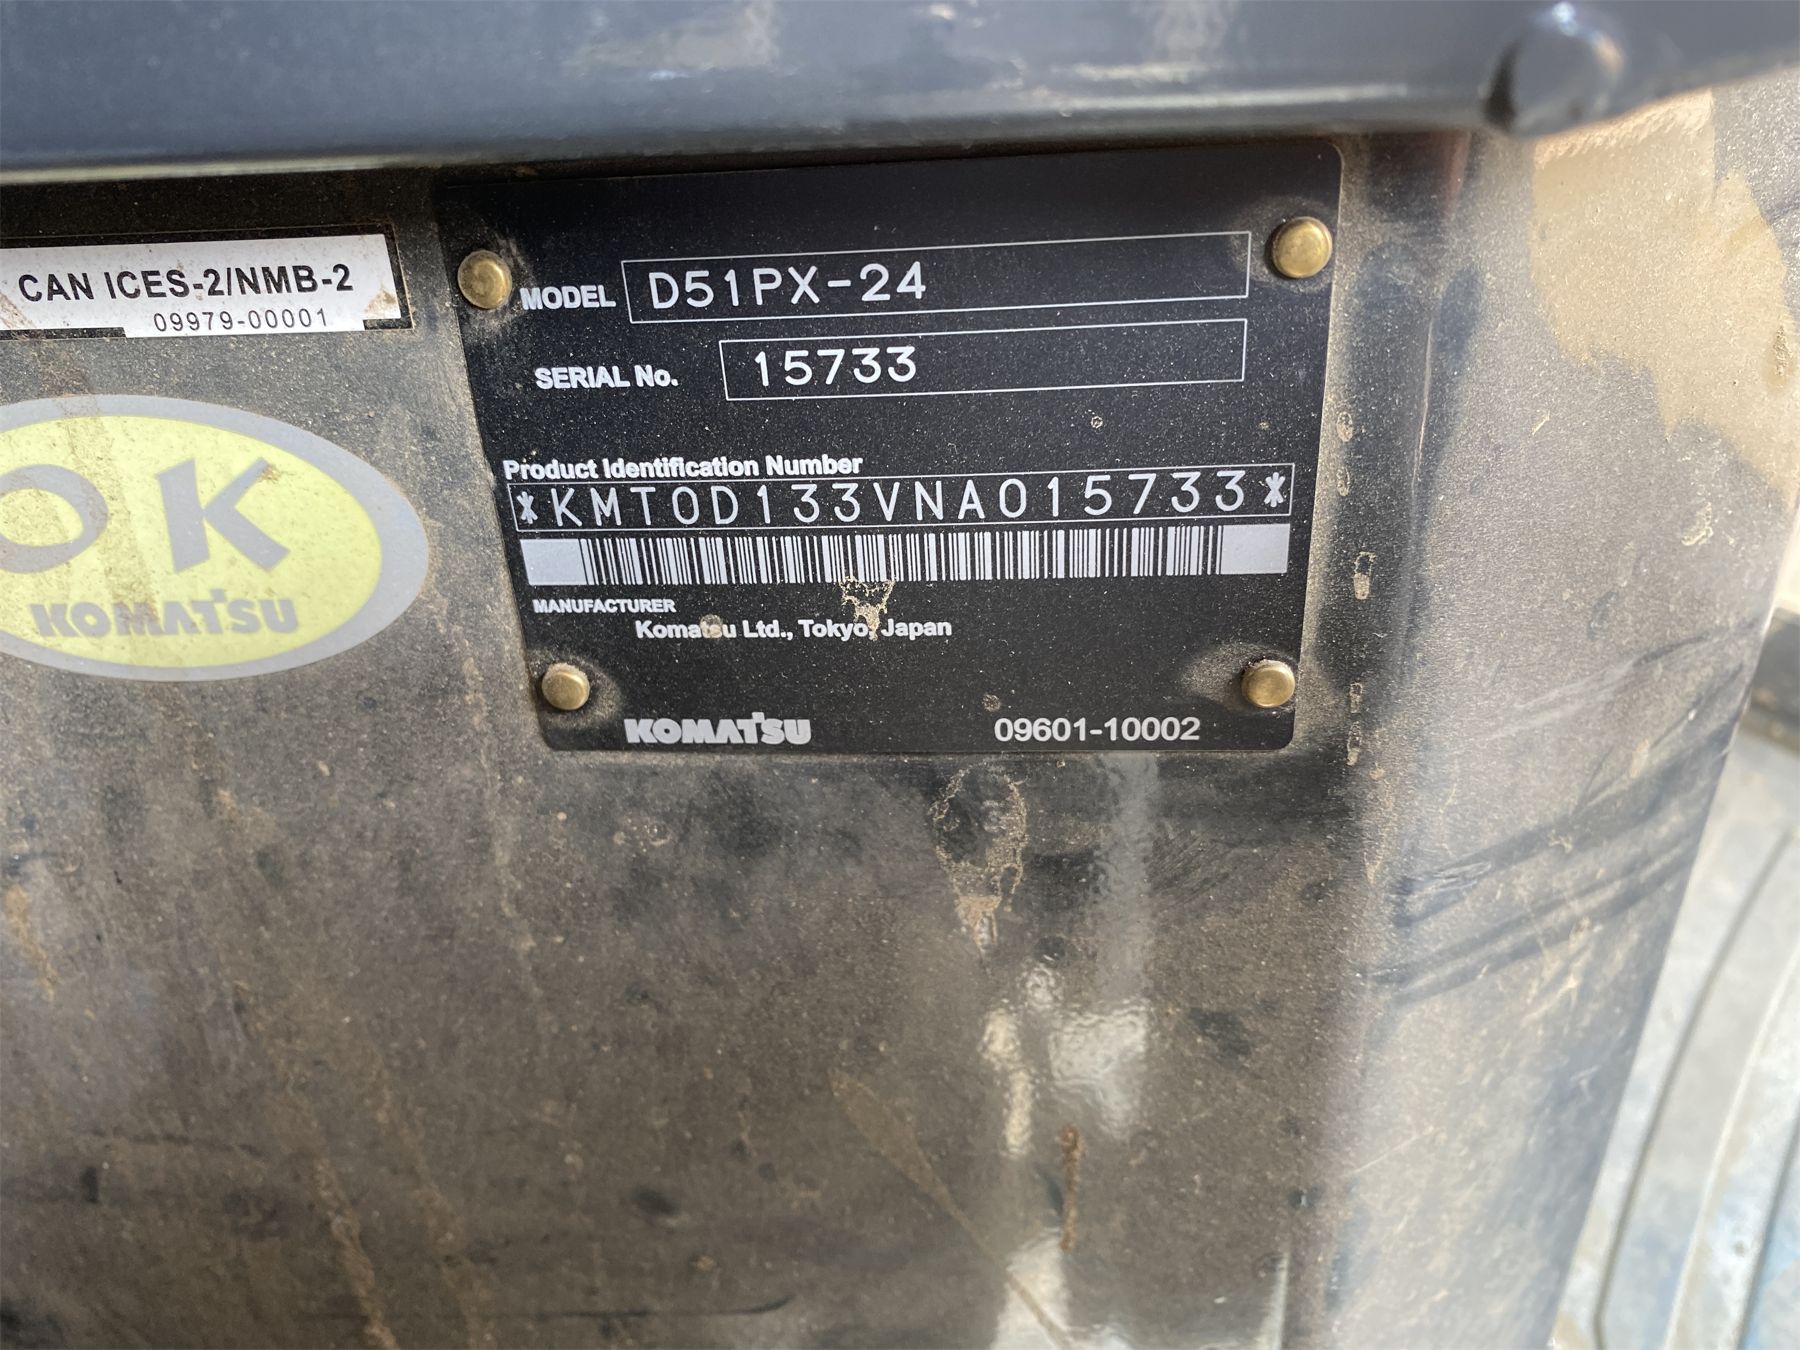 CAN ICES-2/NMB-2
09979-00001
OK
KOMATSU
MODEL D51PX-24
SERIAL No. 15733
Product Identification Number
*KMT0D133VNA015733*
MANUFACTURER
Komatsu Ltd., Tokyo, Japan
KOMATSU 09601-10002